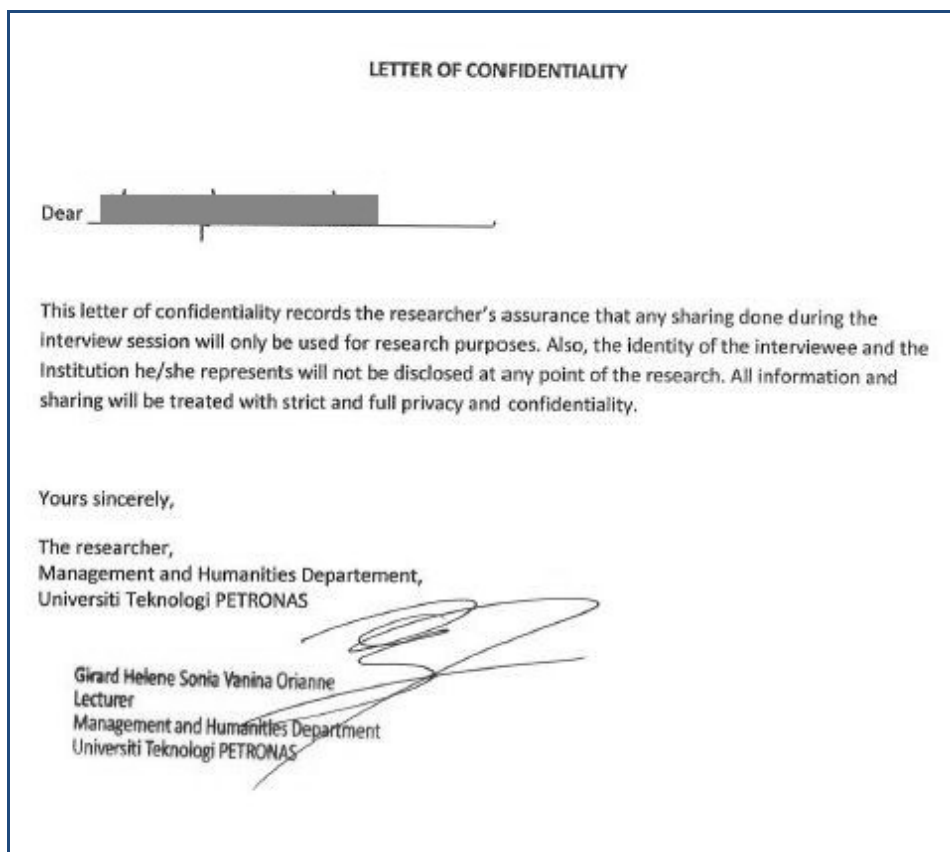 LETTER OF CONFIDENTIALITY
Dear
This letter of confidentiality records the researcher's assurance that any sharing done during the
interview session will only be used for research purposes. Also, the identity of the interviewee and the
Institution he/she represents will not be disclosed at any point of the research. All information and
sharing will be treated with strict and full privacy and confidentiality.
Yours sincerely,
The researcher,
Management and Humanities Departement,
Universiti Teknologi PETRONAS
Girard Helene Sonia Vanina Orianne
Lecturer
Management and Humanities Department
Universiti Teknologi PETRONAS